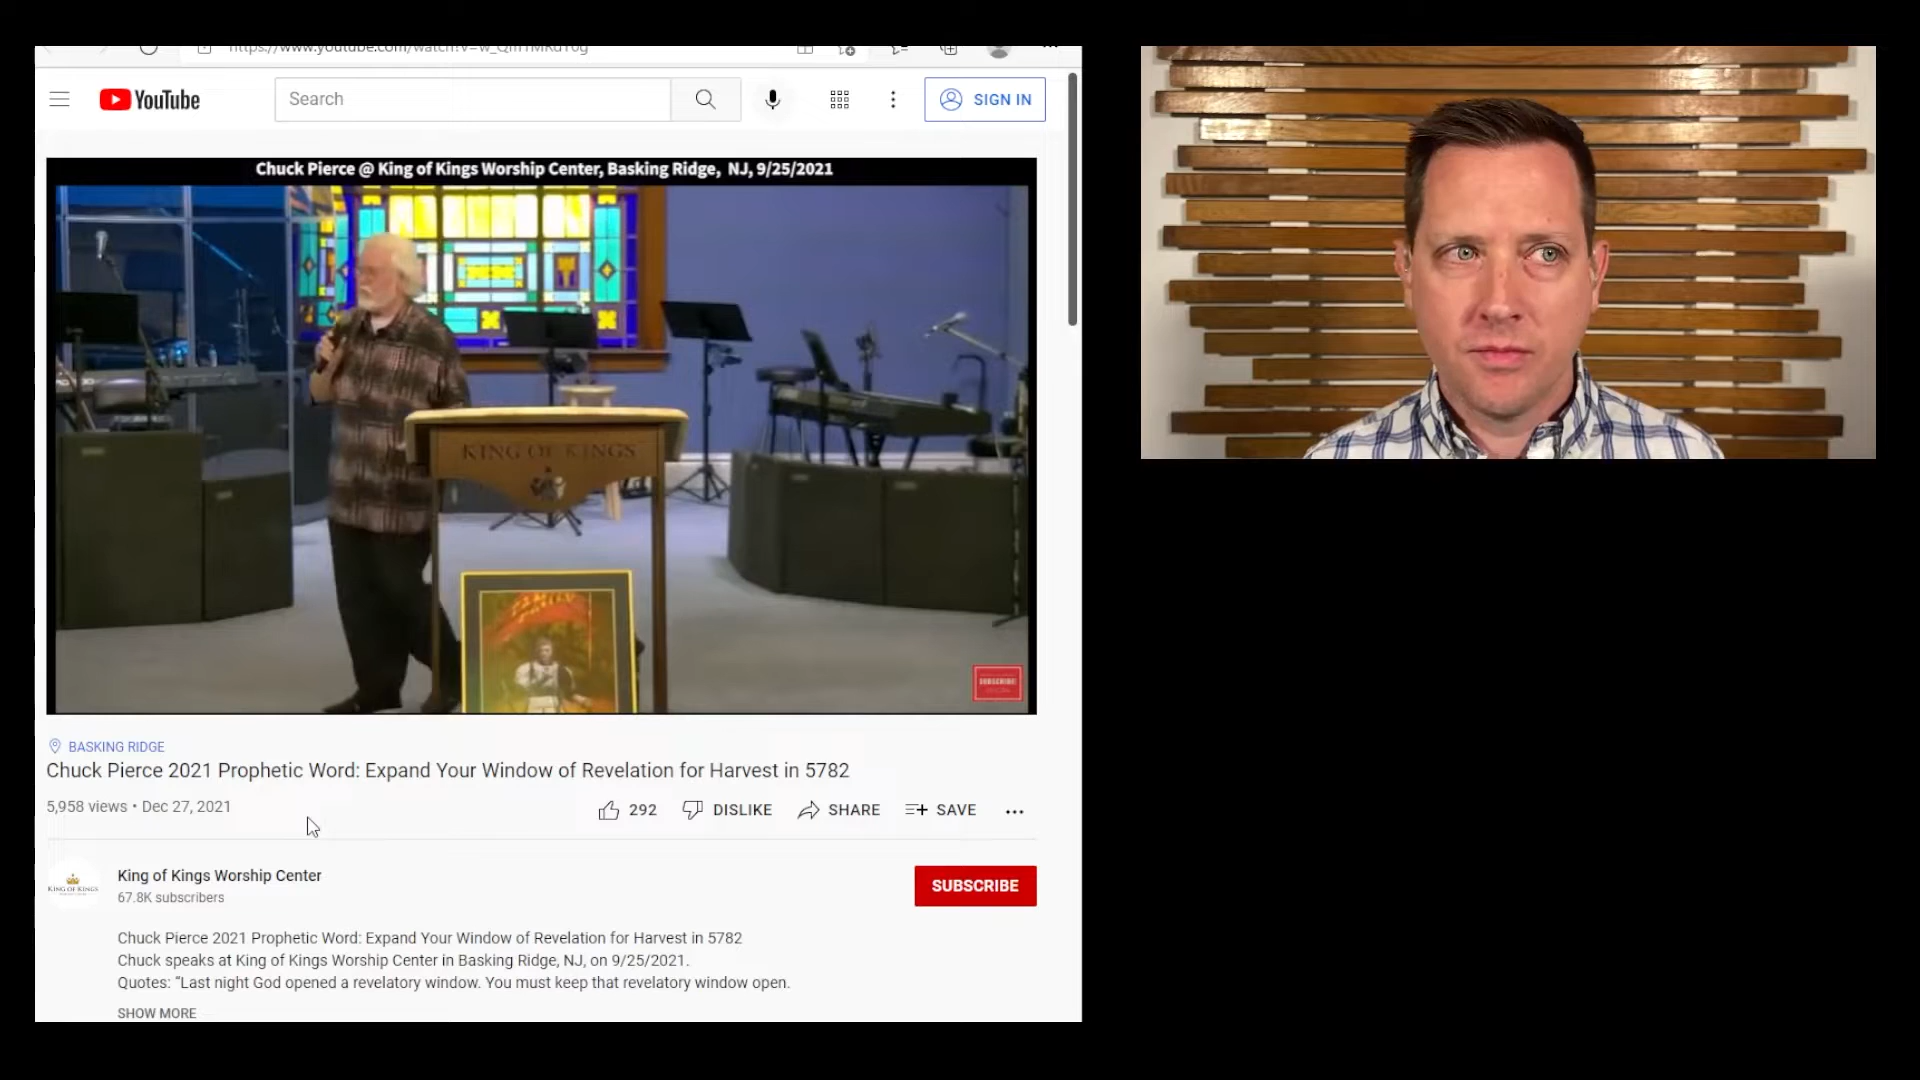 YouTube
Search
SIGN IN
Chuck Pierce @ King of Kings Worship Center, Basking Ridge, NJ, 9/25/2021
KING OF KINGS
SUBSCRIBE
BASKING RIDGE
Chuck Pierce 2021 Prophetic Word: Expand Your Window of Revelation for Harvest in 5782
5,958 views • Dec 27, 2021
292
DISLIKE
SHARE
SAVE
KING OF KINGS
King of Kings Worship Center
67.8K subscribers
SUBSCRIBE
Chuck Pierce 2021 Prophetic Word: Expand Your Window of Revelation for Harvest in 5782
Chuck speaks at King of Kings Worship Center in Basking Ridge, NJ, on 9/25/2021.
Quotes: “Last night God opened a revelatory window. You must keep that revelatory window open.
SHOW MORE